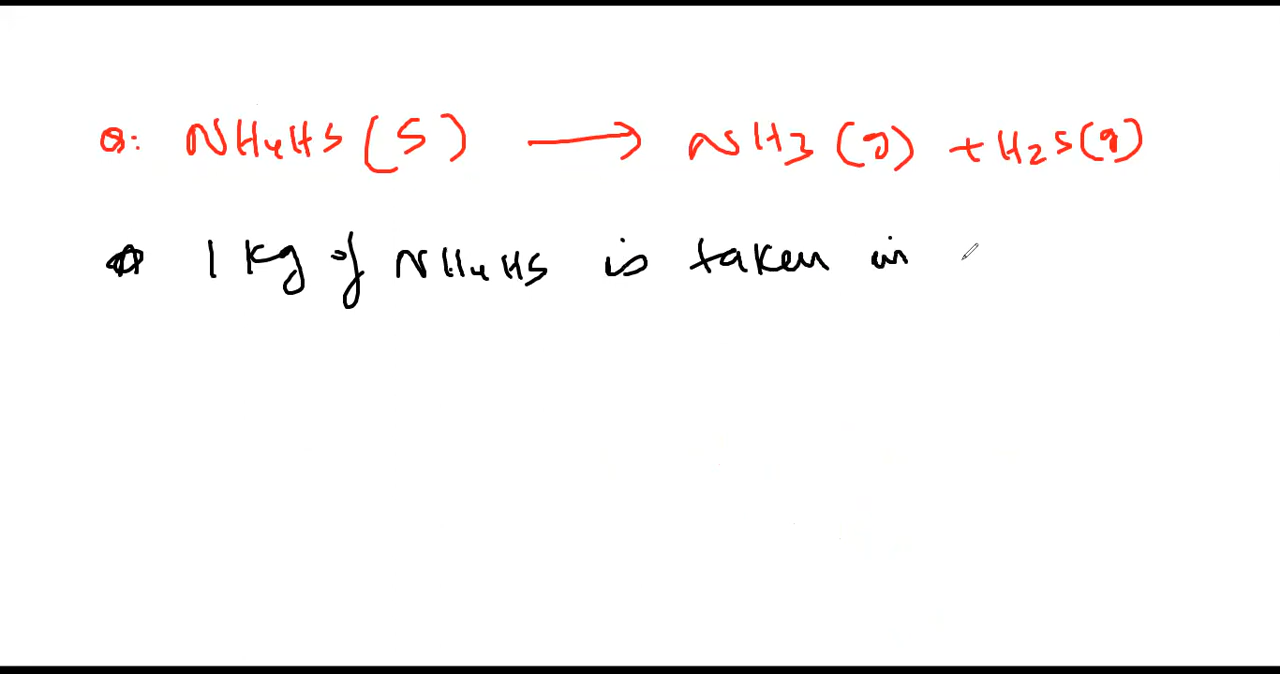 Q: NH4HS(S) → NH3(g) + H2S(g)
☆ 1 kg of NH4HS is taken in